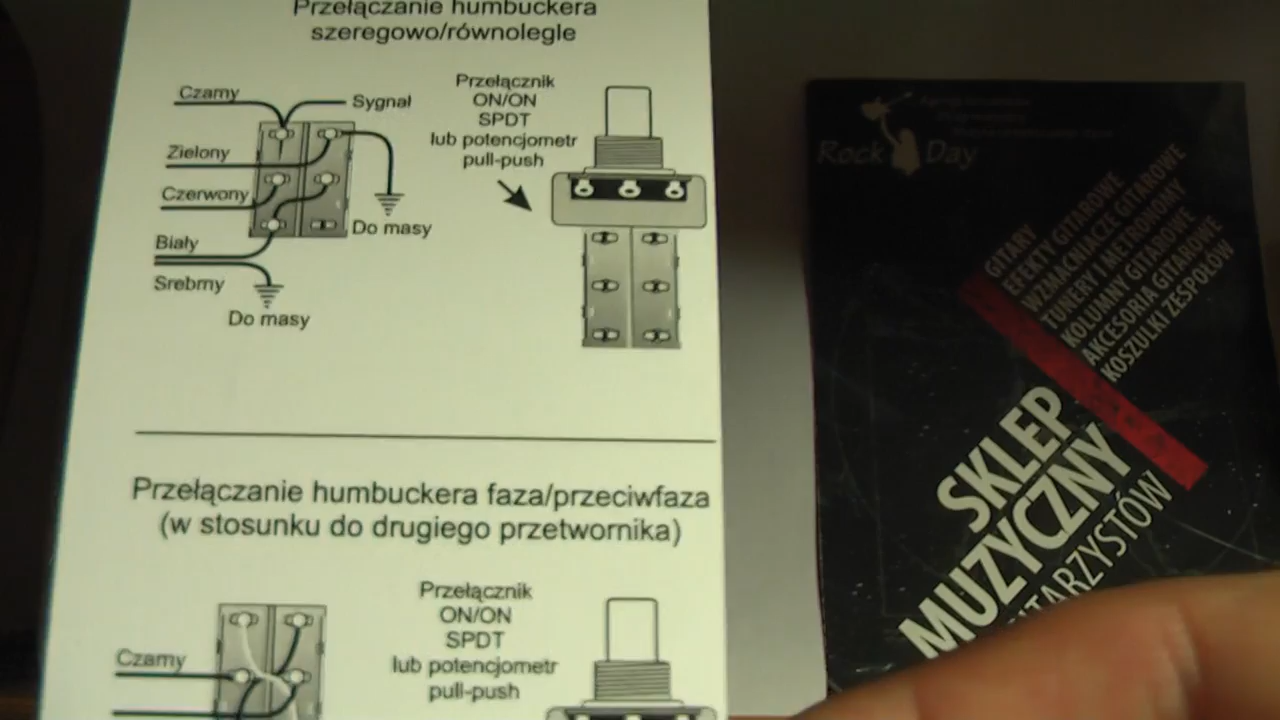 Przełączanie humbuckera
szeregowo/równolegle
Czarny
Sygnał
Zielony
Czerwony
Biały
Srebrny
Do masy
Do masy
Przełącznik
ON/ON
SPDT
lub potencjometr
pull-push
Przełączanie humbuckera faza/przeciwfaza
(w stosunku do drugiego przetwornika)
Przełącznik
ON/ON
SPDT
lub potencjometr
pull-push
Czarny
Rock Day
GITARY
EFEKTY GITAROWE
WZMACNIACZE GITAROWE
TUNERY I METRONOMY
KOLUMNY GITAROWE
AKCESORIA GITAROWE
KOSZULKI ZESPOŁÓW
SKLEP
MUZYCZNY